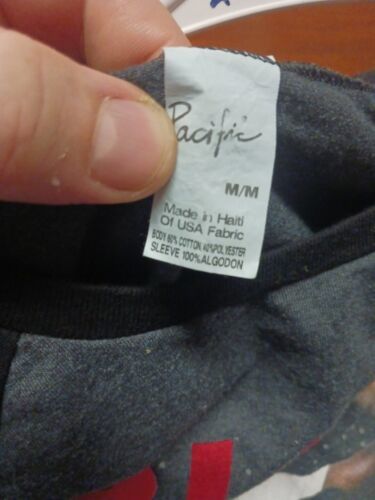 Pacific
M/M
Made in Haiti
Of USA Fabric
BODY 60% COTTON 40%POLYESTER
SLEEVE 100%ALGODON